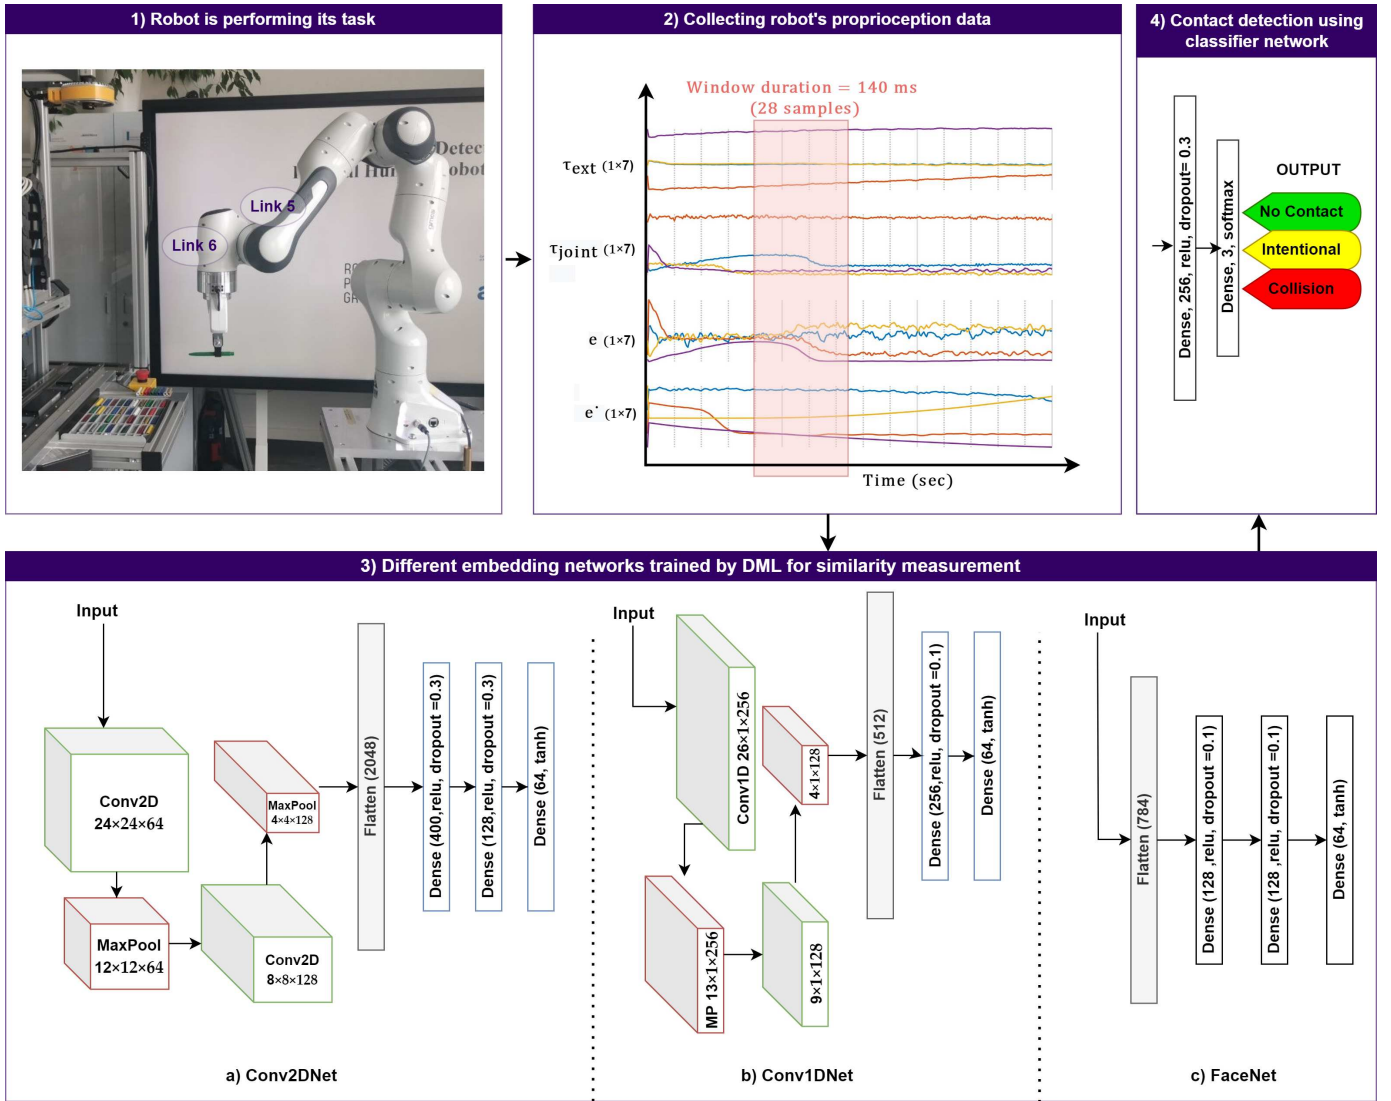 1) Robot is performing its task
Detec
Hu
obot
Link 5
Link 6
RO
P
GR
2) Collecting robot's proprioception data
Window duration = 140 ms
(28 samples)
τext (1×7)
τjoint (1×7)
e (1×7)
e˙ (1×7)
Time (sec)
4) Contact detection using
classifier network
Dense, 256, relu, dropout= 0.3
Dense, 3, softmax
OUTPUT
No Contact
Intentional
Collision
3) Different embedding networks trained by DML for similarity measurement
Input
Conv2D
24×24×64
MaxPool
12×12×64
Conv2D
8×8×128
MaxPool
4×4×128
Flatten (2048)
Dense (400,relu, dropout =0.3)
Dense (128,relu, dropout =0.3)
Dense (64, tanh)
a) Conv2DNet
Input
Conv1D 26×1×256
MP 13×1×256
9×1×128
4×1×128
Flatten (512)
Dense (256,relu, dropout =0.1)
Dense (64, tanh)
b) Conv1DNet
Input
Flatten (784)
Dense (128 ,relu, dropout =0.1)
Dense (128 ,relu, dropout =0.1)
Dense (64, tanh)
c) FaceNet